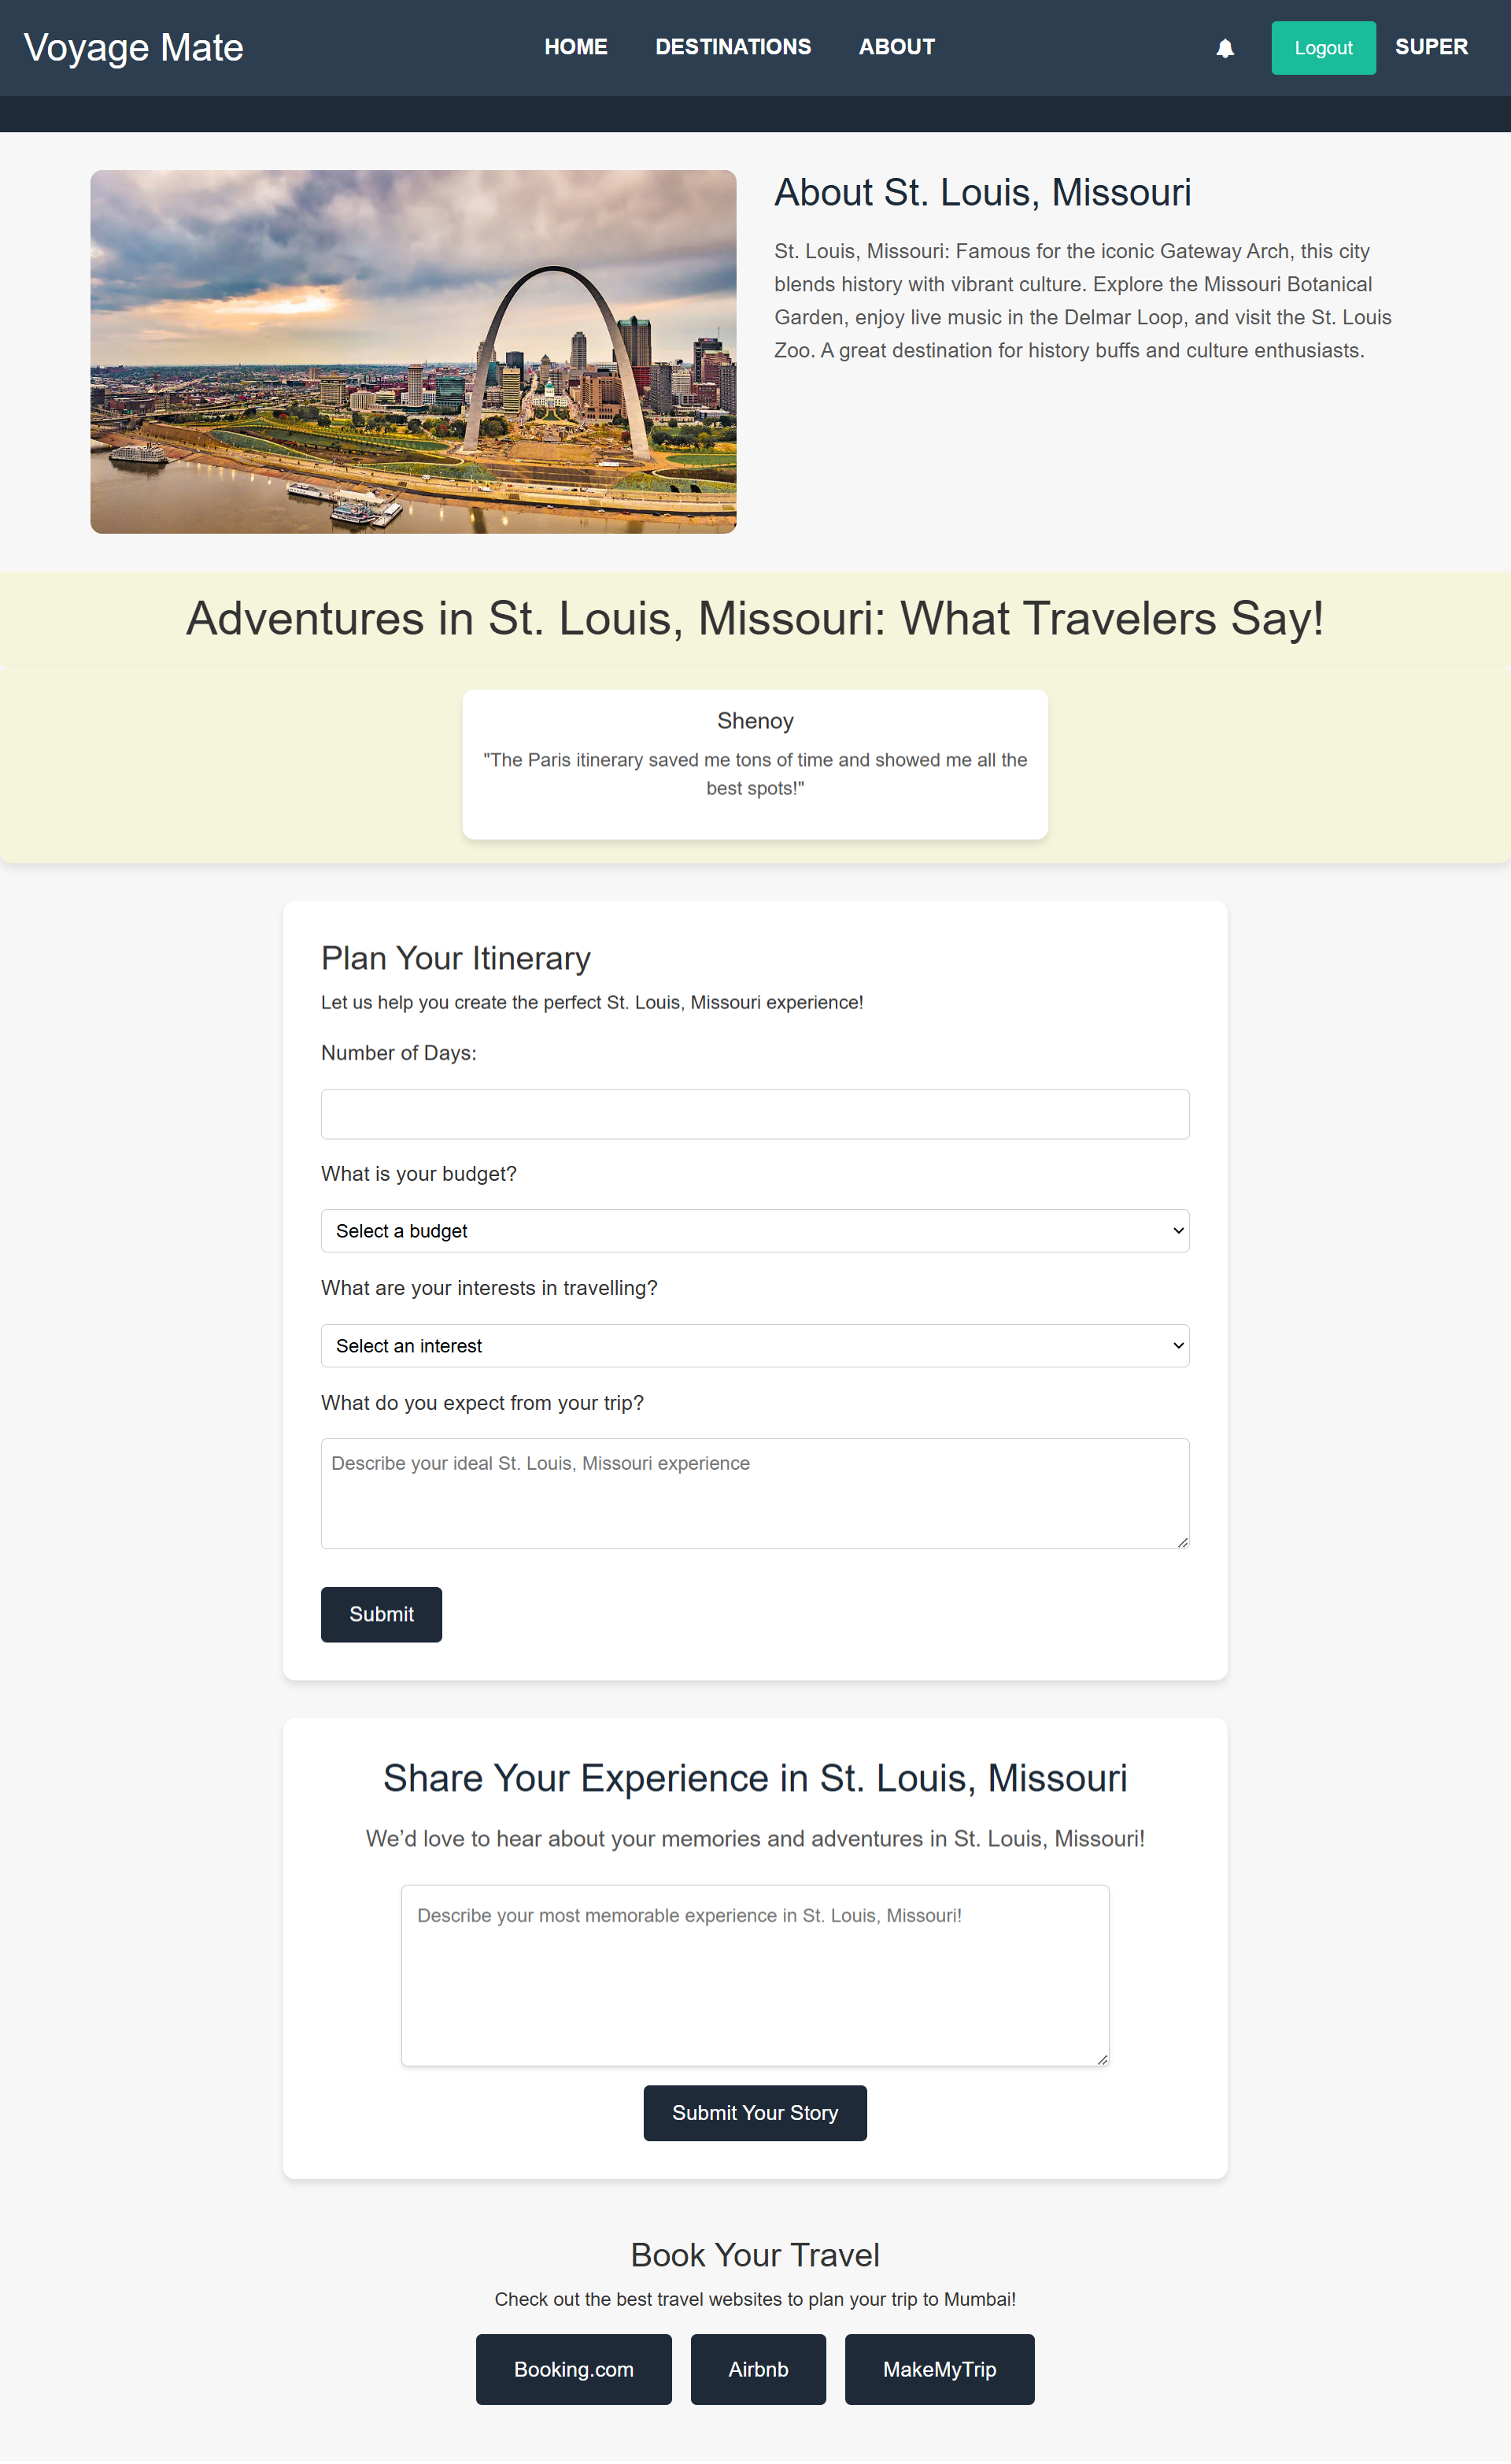 Voyage Mate
HOME
DESTINATIONS
ABOUT
Logout
SUPER
About St. Louis, Missouri
St. Louis, Missouri: Famous for the iconic Gateway Arch, this city
blends history with vibrant culture. Explore the Missouri Botanical
Garden, enjoy live music in the Delmar Loop, and visit the St. Louis
Zoo. A great destination for history buffs and culture enthusiasts.
Adventures in St. Louis, Missouri: What Travelers Say!
Shenoy
"The Paris itinerary saved me tons of time and showed me all the
best spots!"
Plan Your Itinerary
Let us help you create the perfect St. Louis, Missouri experience!
Number of Days:
What is your budget?
Select a budget
What are your interests in travelling?
Select an interest
What do you expect from your trip?
Describe your ideal St. Louis, Missouri experience
Submit
Share Your Experience in St. Louis, Missouri
We’d love to hear about your memories and adventures in St. Louis, Missouri!
Describe your most memorable experience in St. Louis, Missouri!
Submit Your Story
Book Your Travel
Check out the best travel websites to plan your trip to Mumbai!
Booking.com
Airbnb
MakeMyTrip